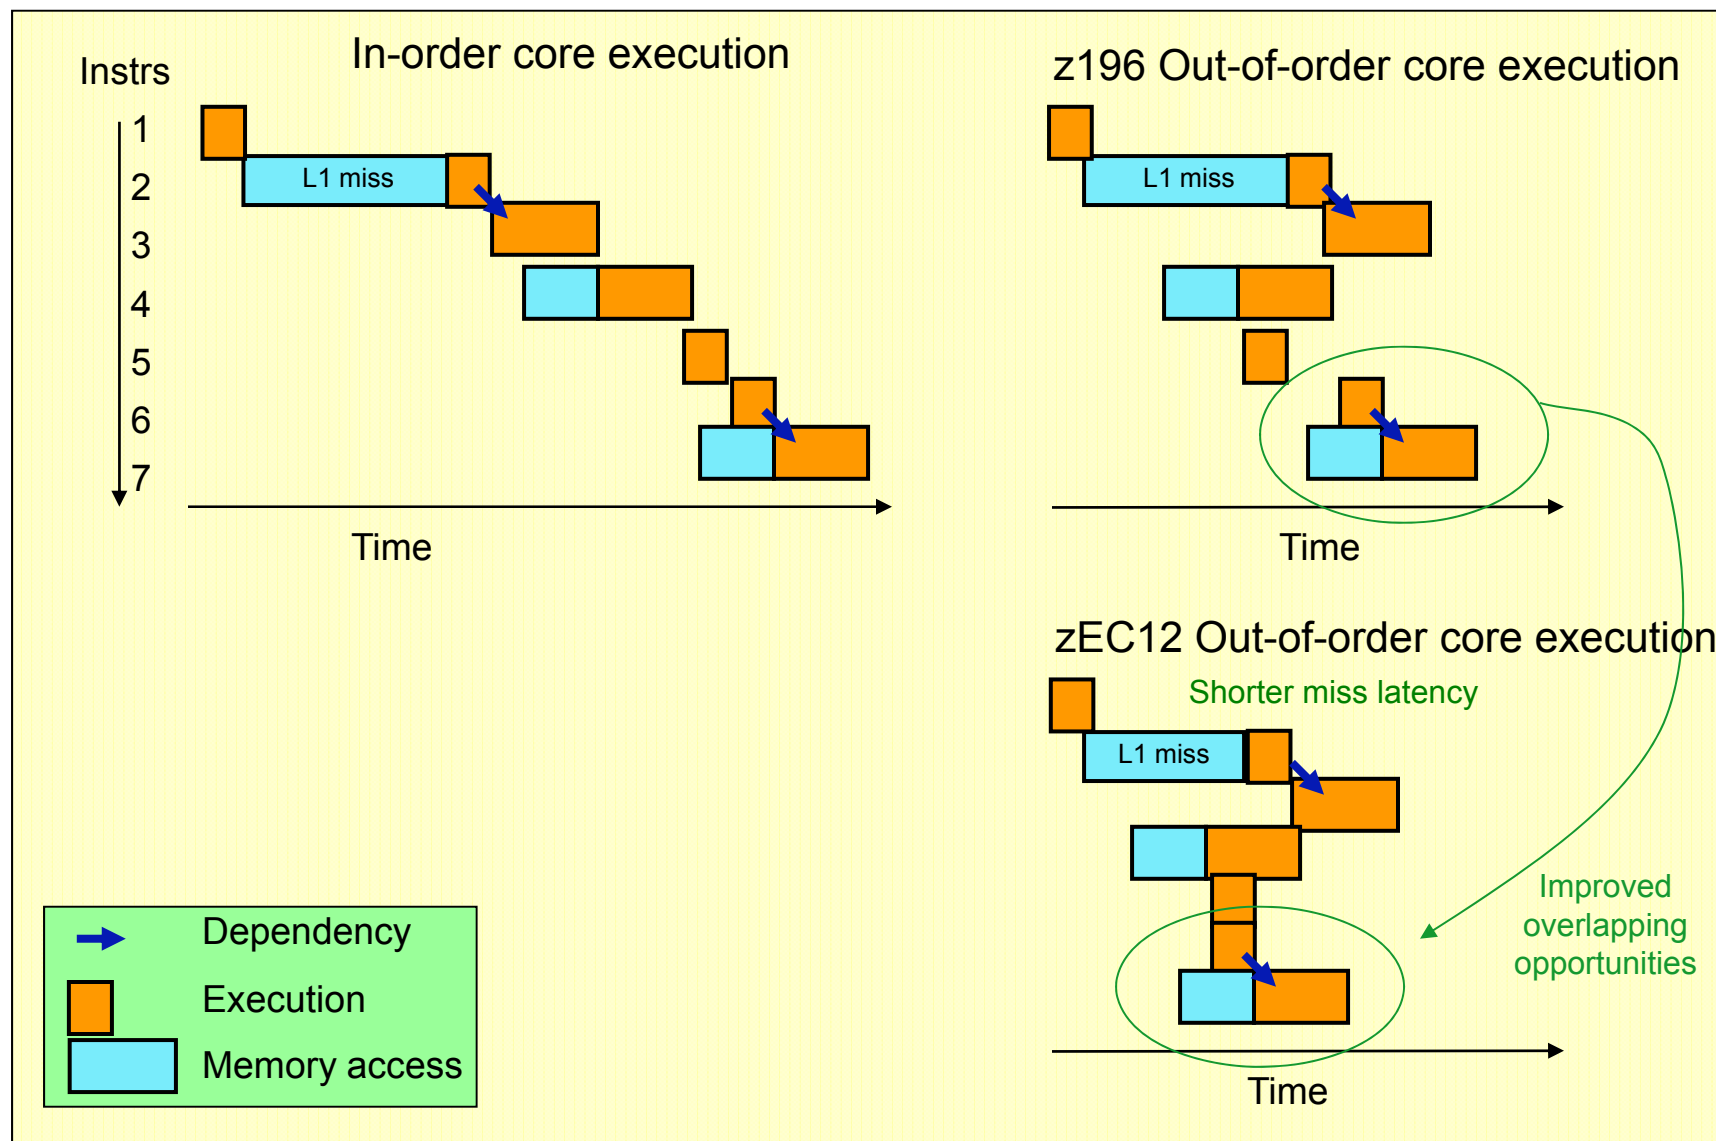 In-order core execution
Instrs
1
2
3
4
5
6
7
L1 miss
Time
z196 Out-of-order core execution
L1 miss
Time
zEC12 Out-of-order core execution
Shorter miss latency
L1 miss
Improved
overlapping
opportunities
Time
Dependency
Execution
Memory access